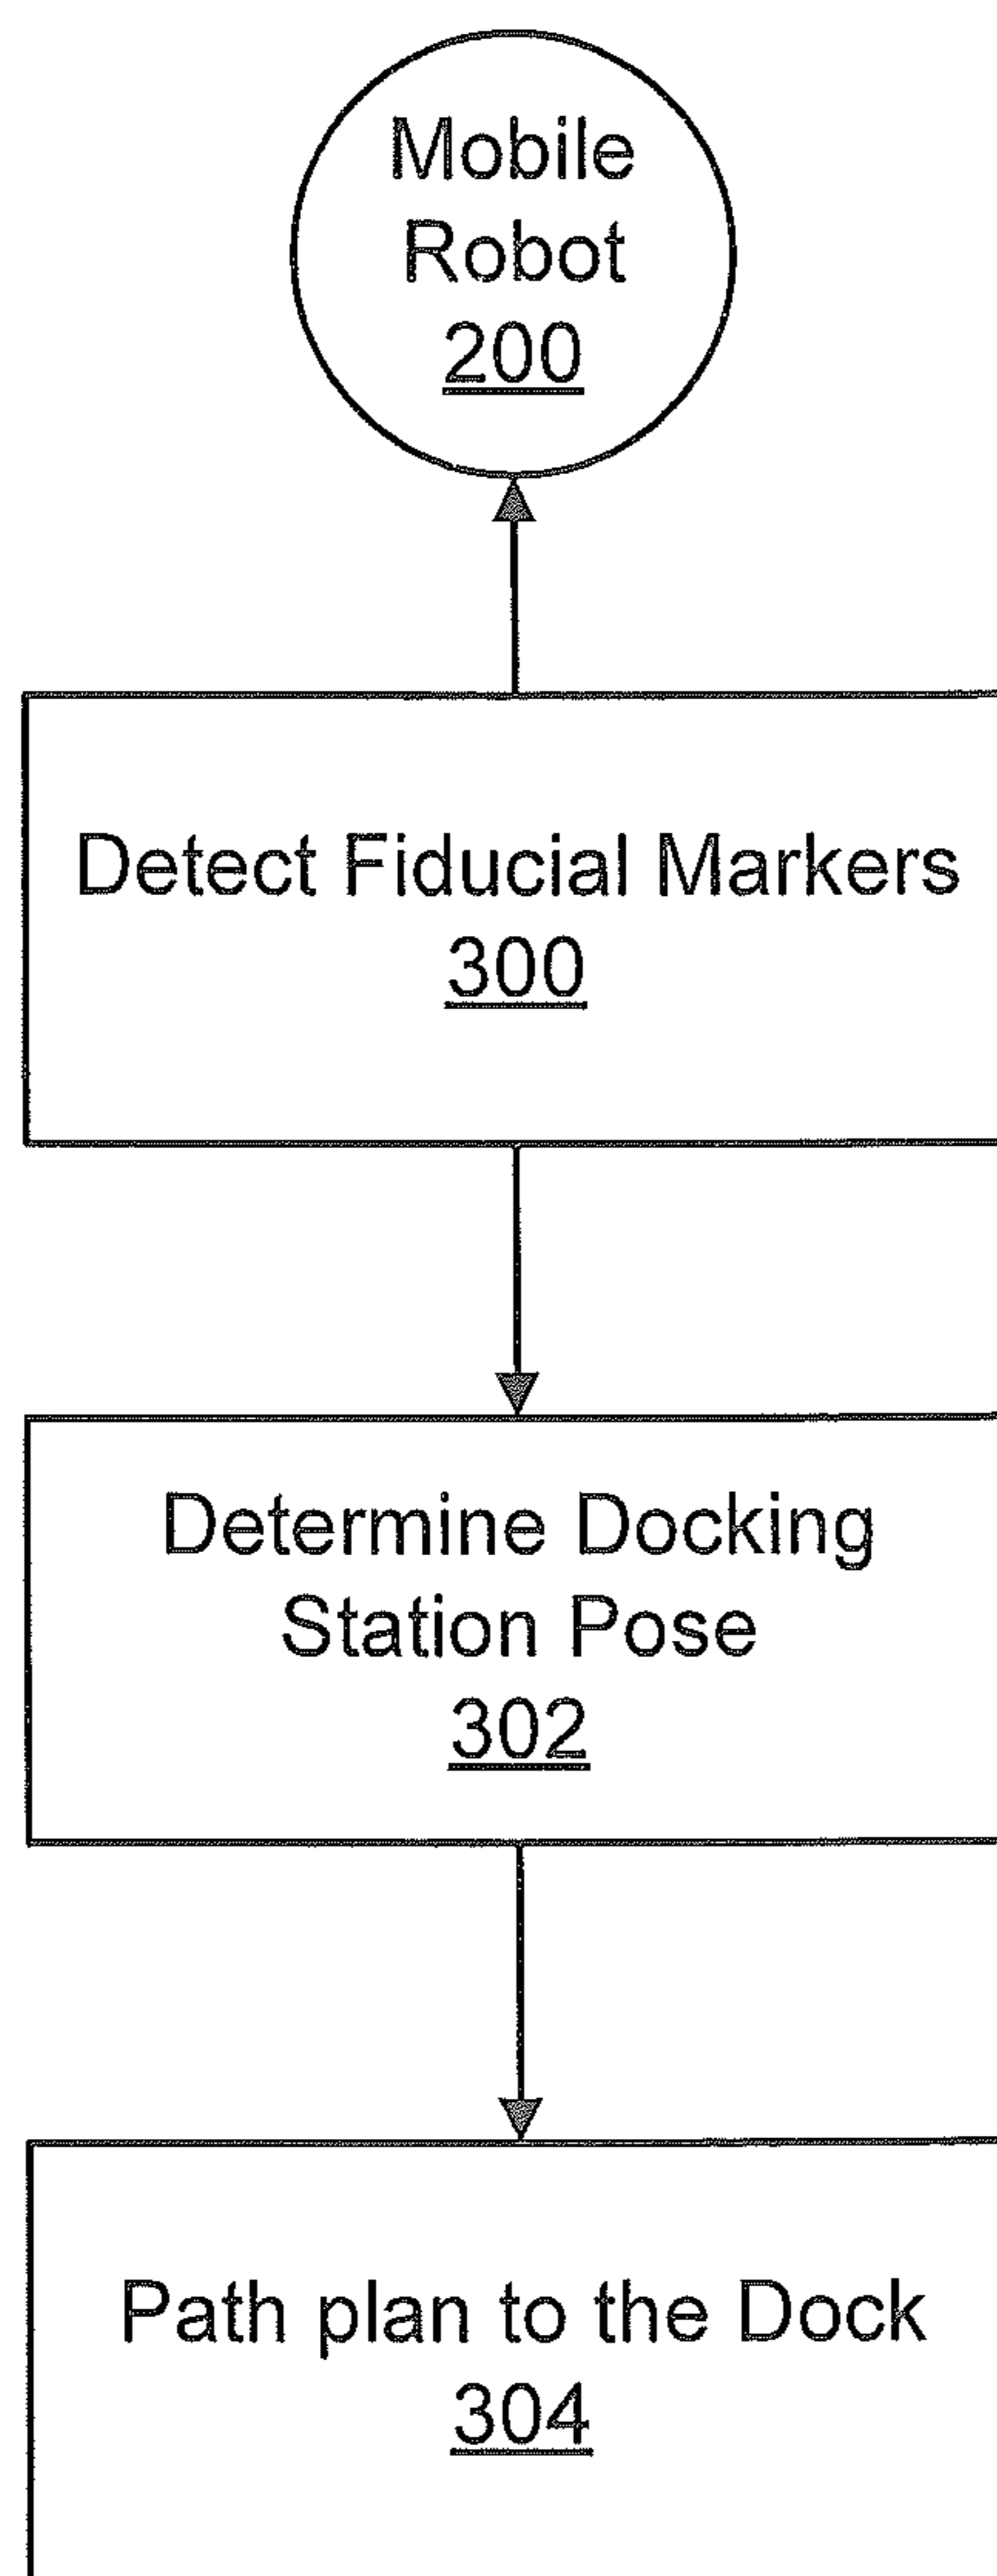 Mobile
Robot
200
Detect Fiducial Markers
300
Determine Docking
Station Pose
302
Path plan to the Dock
304